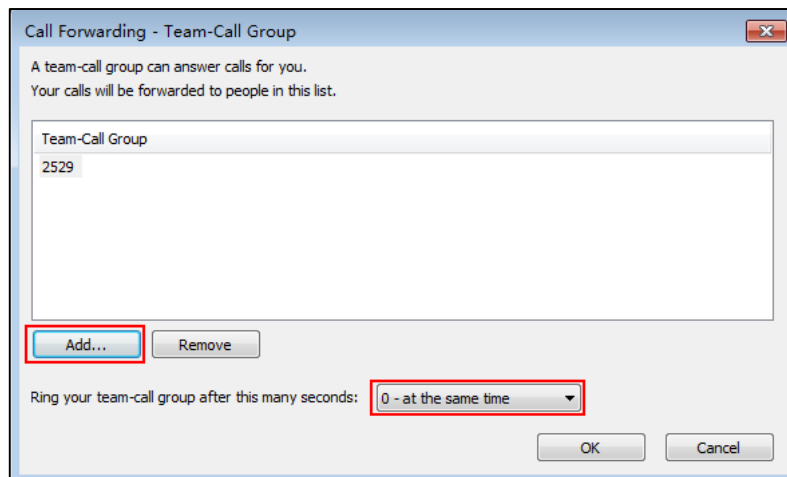 Call Forwarding - Team-Call Group
A team-call group can answer calls for you.
Your calls will be forwarded to people in this list.
Team-Call Group
2529
Add...
Remove
Ring your team-call group after this many seconds:
0 - at the same time
OK
Cancel